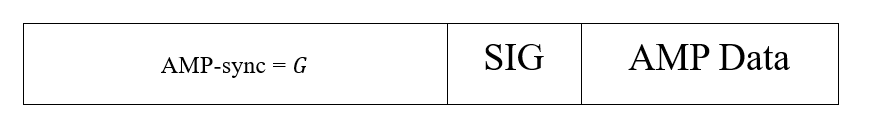 AMP-sync = G SIG AMP Data